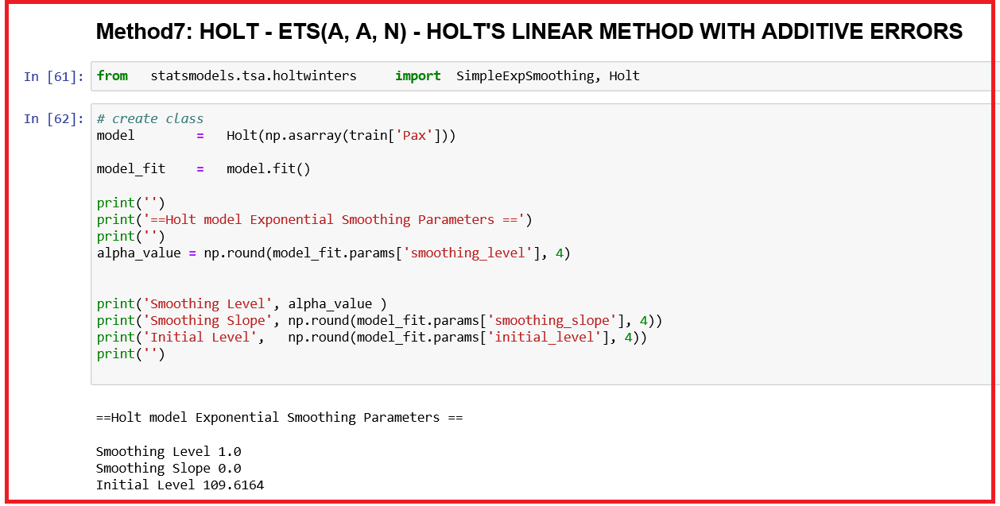 Method7: HOLT - ETS(A, A, N) - HOLT'S LINEAR METHOD WITH ADDITIVE ERRORS
In [61]: from statsmodels.tsa.holtwinters import SimpleExpSmoothing, Holt
In [62]: # create class
model = Holt(np.asarray(train['Pax']))
model_fit = model.fit()
print('')
print('==Holt model Exponential Smoothing Parameters ==')
print('')
alpha_value = np.round(model_fit.params['smoothing_level'], 4)
print('Smoothing Level', alpha_value )
print('Smoothing Slope', np.round(model_fit.params['smoothing_slope'], 4))
print('Initial Level', np.round(model_fit.params['initial_level'], 4))
print('')
==Holt model Exponential Smoothing Parameters ==
Smoothing Level 1.0
Smoothing Slope 0.0
Initial Level 109.6164